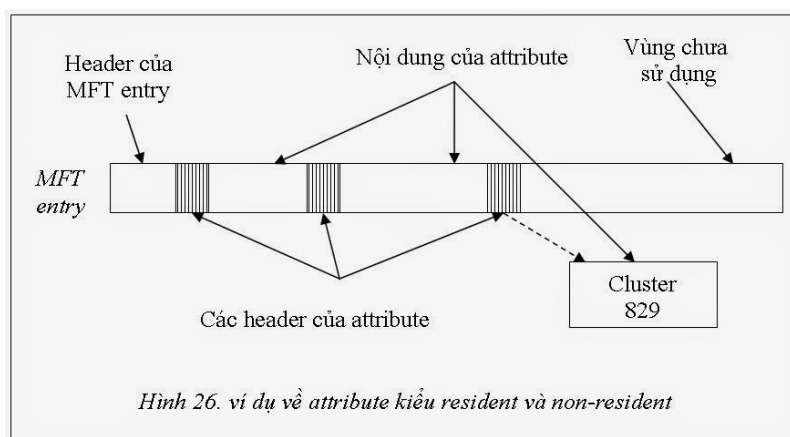 Header của
MFT entry
Nội dung của attribute
Vùng chưa
sử dụng
MFT
entry
Cluster
829
Các header của attribute
Hình 26. ví dụ về attribute kiểu resident và non-resident